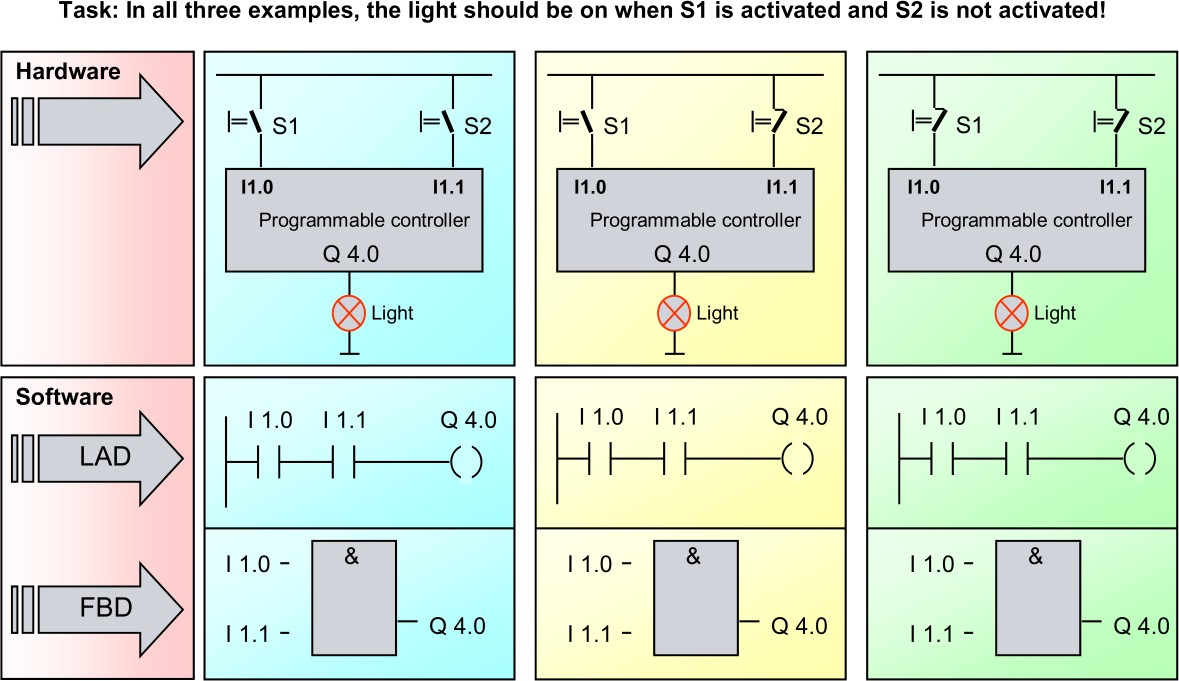 Task: In all three examples, the light should be on when S1 is activated and S2 is not activated!
Hardware
S1 S2
I1.0 I1.1
Programmable controller
Q 4.0
Light
S1 S2
I1.0 I1.1
Programmable controller
Q 4.0
Light
S1 S2
I1.0 I1.1
Programmable controller
Q 4.0
Light
Software
LAD
I 1.0 I 1.1 Q 4.0
I 1.0 I 1.1 Q 4.0
I 1.0 I 1.1 Q 4.0
FBD
&
I 1.0
I 1.1
Q 4.0
&
I 1.0
I 1.1
Q 4.0
&
I 1.0
I 1.1
Q 4.0